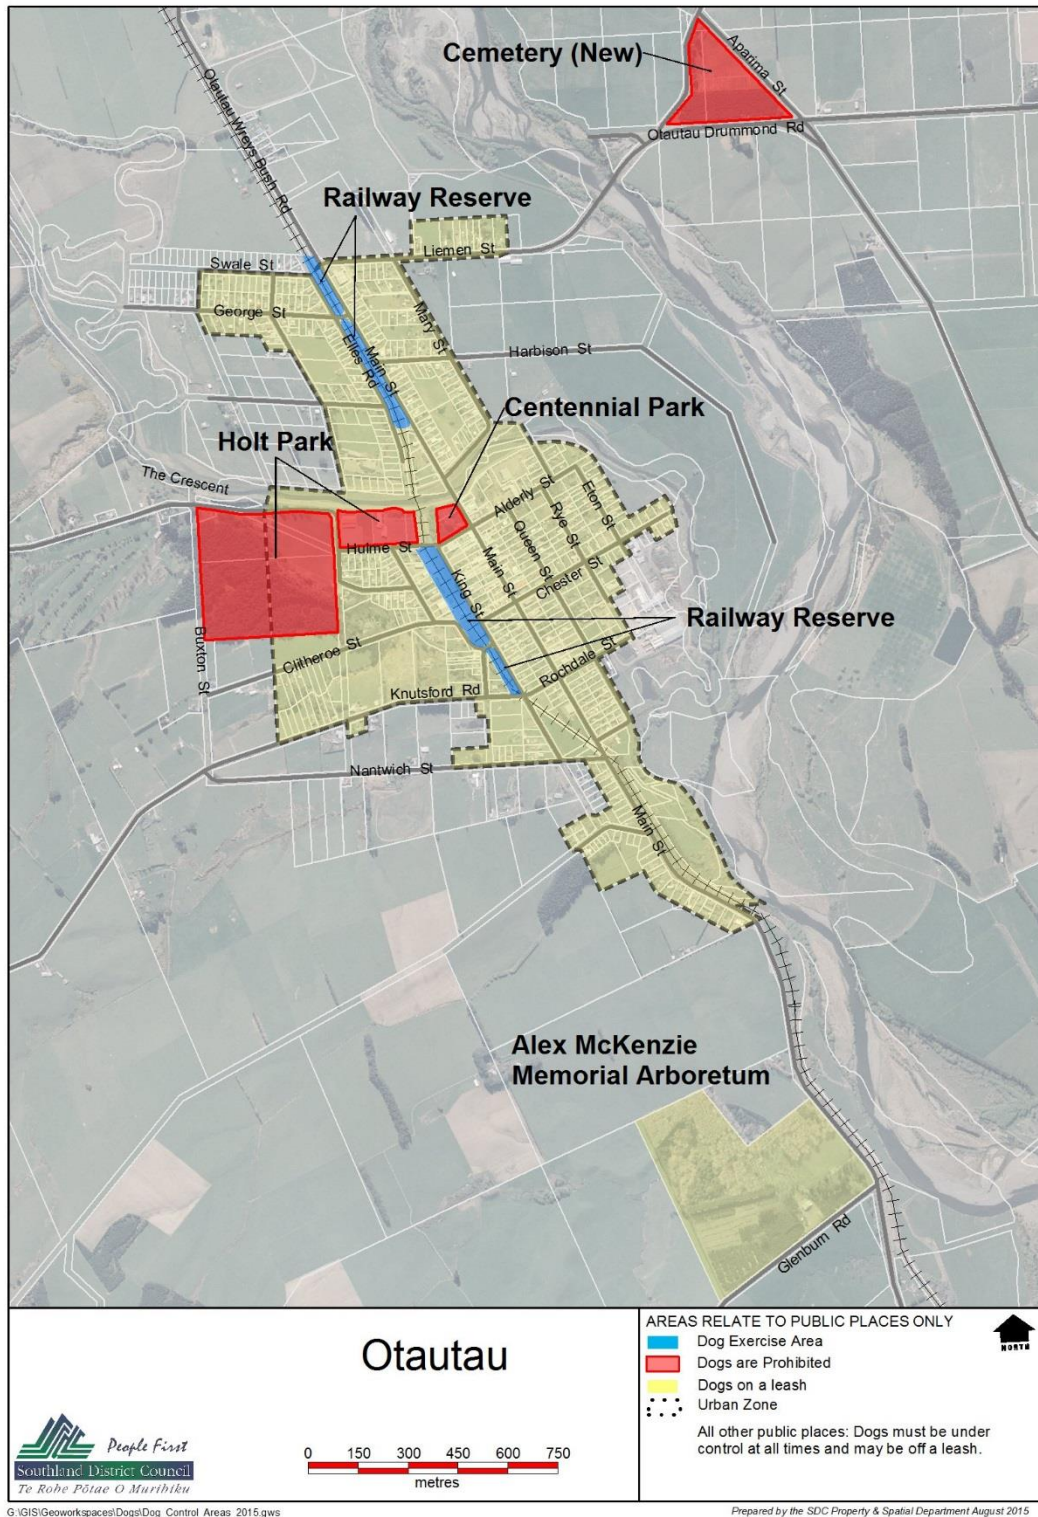 Cemetery (New)
Aparima St
Otautau Drummond Rd
Otautau Wreys Bush Rd
Railway Reserve
Liemen St
Swale St
George St
Mary St
Elles Rd
Main St
Harbison St
Centennial Park
Holt Park
The Crescent
Alderly St
Eton St
Rye St
Queen St
Hulme St
Main St
King St
Chester St
Railway Reserve
Buxton St
Clitheroe St
Rochdale St
Knutsford Rd
Nantwich St
Main St
Alex McKenzie
Memorial Arboretum
Glenburn Rd
Otautau
People First
Southland District Council
Te Rohe Pōtae O Murihiku
0 150 300 450 600 750
metres
AREAS RELATE TO PUBLIC PLACES ONLY
NORTH
Dog Exercise Area
Dogs are Prohibited
Dogs on a leash
Urban Zone
All other public places: Dogs must be under
control at all times and may be off a leash.
G:\GIS\Geoworkspaces\Dogs\Dog_Control_Areas_2015.gws
Prepared by the SDC Property & Spatial Department August 2015